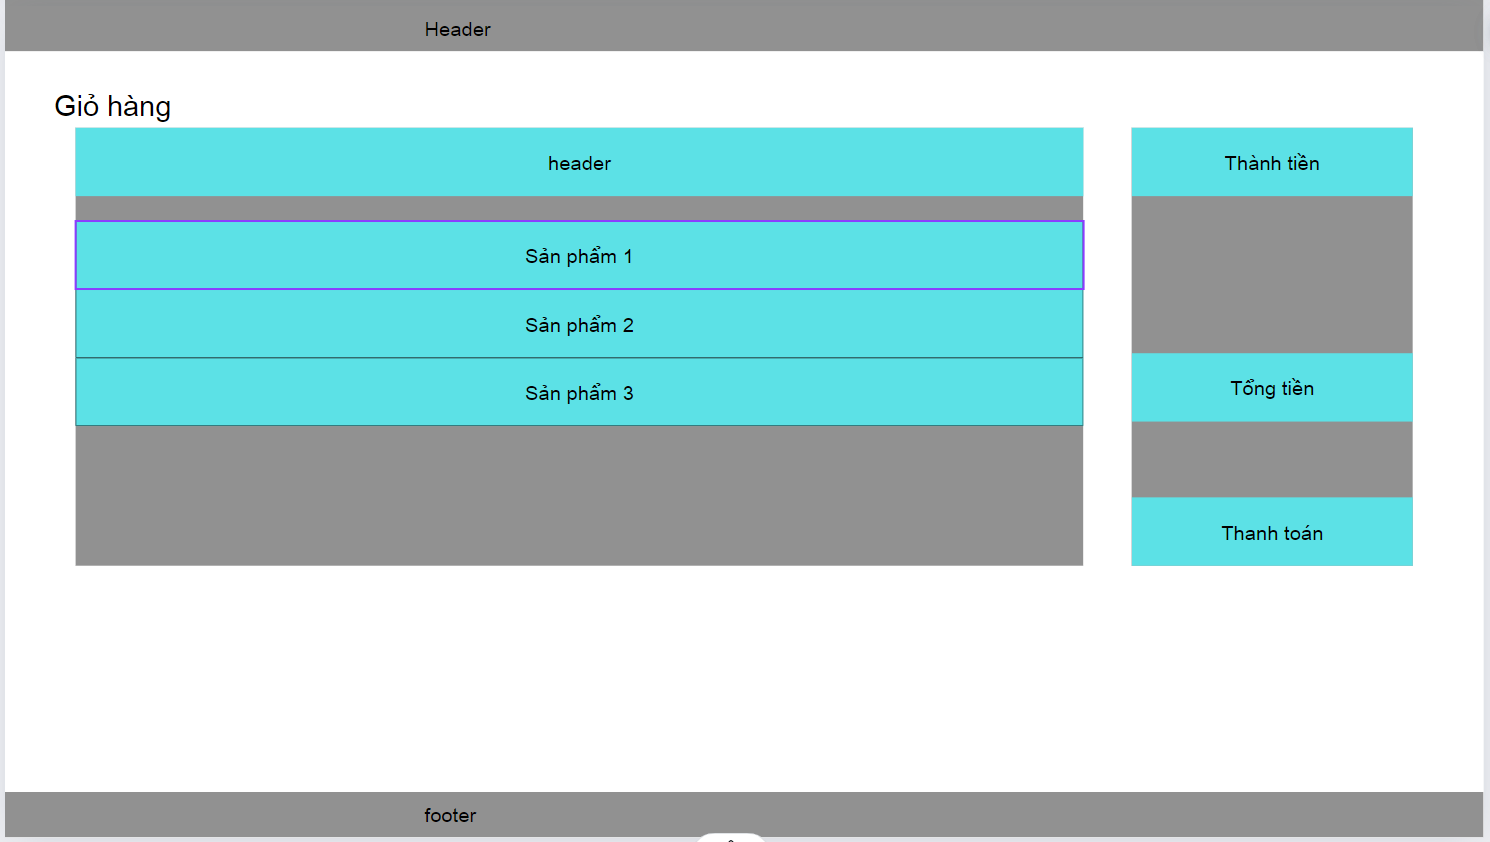 Header
Giỏ hàng
header
Sản phẩm 1
Sản phẩm 2
Sản phẩm 3
Thành tiền
Tổng tiền
Thanh toán
footer